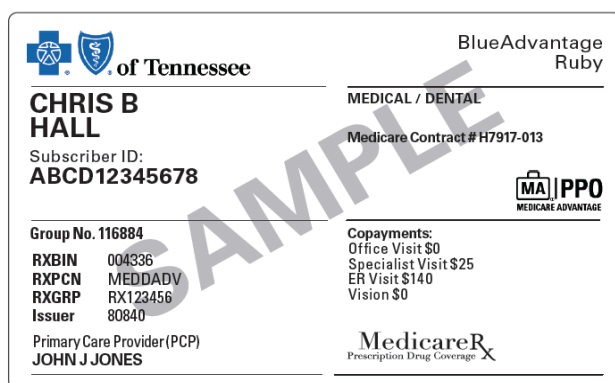 of Tennessee
BlueAdvantage
Ruby
CHRIS B
HALL
Subscriber ID:
ABCD12345678
MEDICAL / DENTAL
Medicare Contract # H7917-013
MA PPO
MEDICARE ADVANTAGE
SAMPLE
Group No. 116884
RXBIN 004336
RXPCN MEDDADV
RXGRP RX123456
Issuer 80840
Primary Care Provider (PCP)
JOHN J JONES
Copayments:
Office Visit $0
Specialist Visit $25
ER Visit $140
Vision $0
MedicareRx
Prescription Drug Coverage